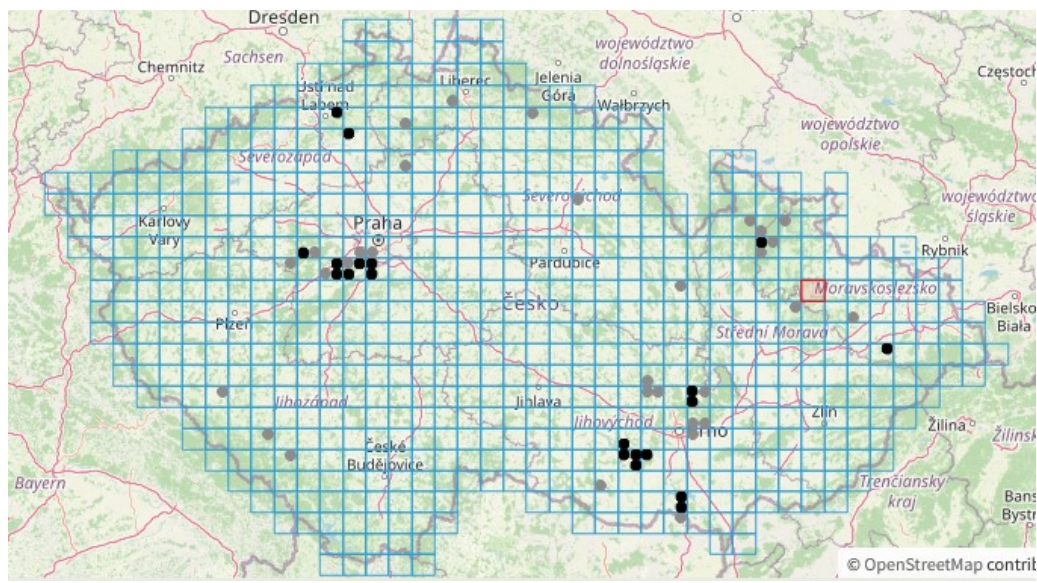 Dresden
województwo
dolnośląskie
Sachsen
Chemnitz
Liberec
Jelenia
Góra
Częstoch
Ústí nad
Labem
Wałbrzych
województwo
opolskie
Severozápad
Severovýchod
województwo
śląskie
Karlovy
Vary
Praha
Pardubice
Rybnik
Moravskoslezsko
Česko
Bielsko
Biała
Plzeň
Střední Morava
Jihozápad
Jihlava
Jihovýchod
Brno
Zlín
Žilina
Žilinsk
České
Budějovice
Bayern
Trenčiansky
kraj
Bans
Bystr
© OpenStreetMap contrib